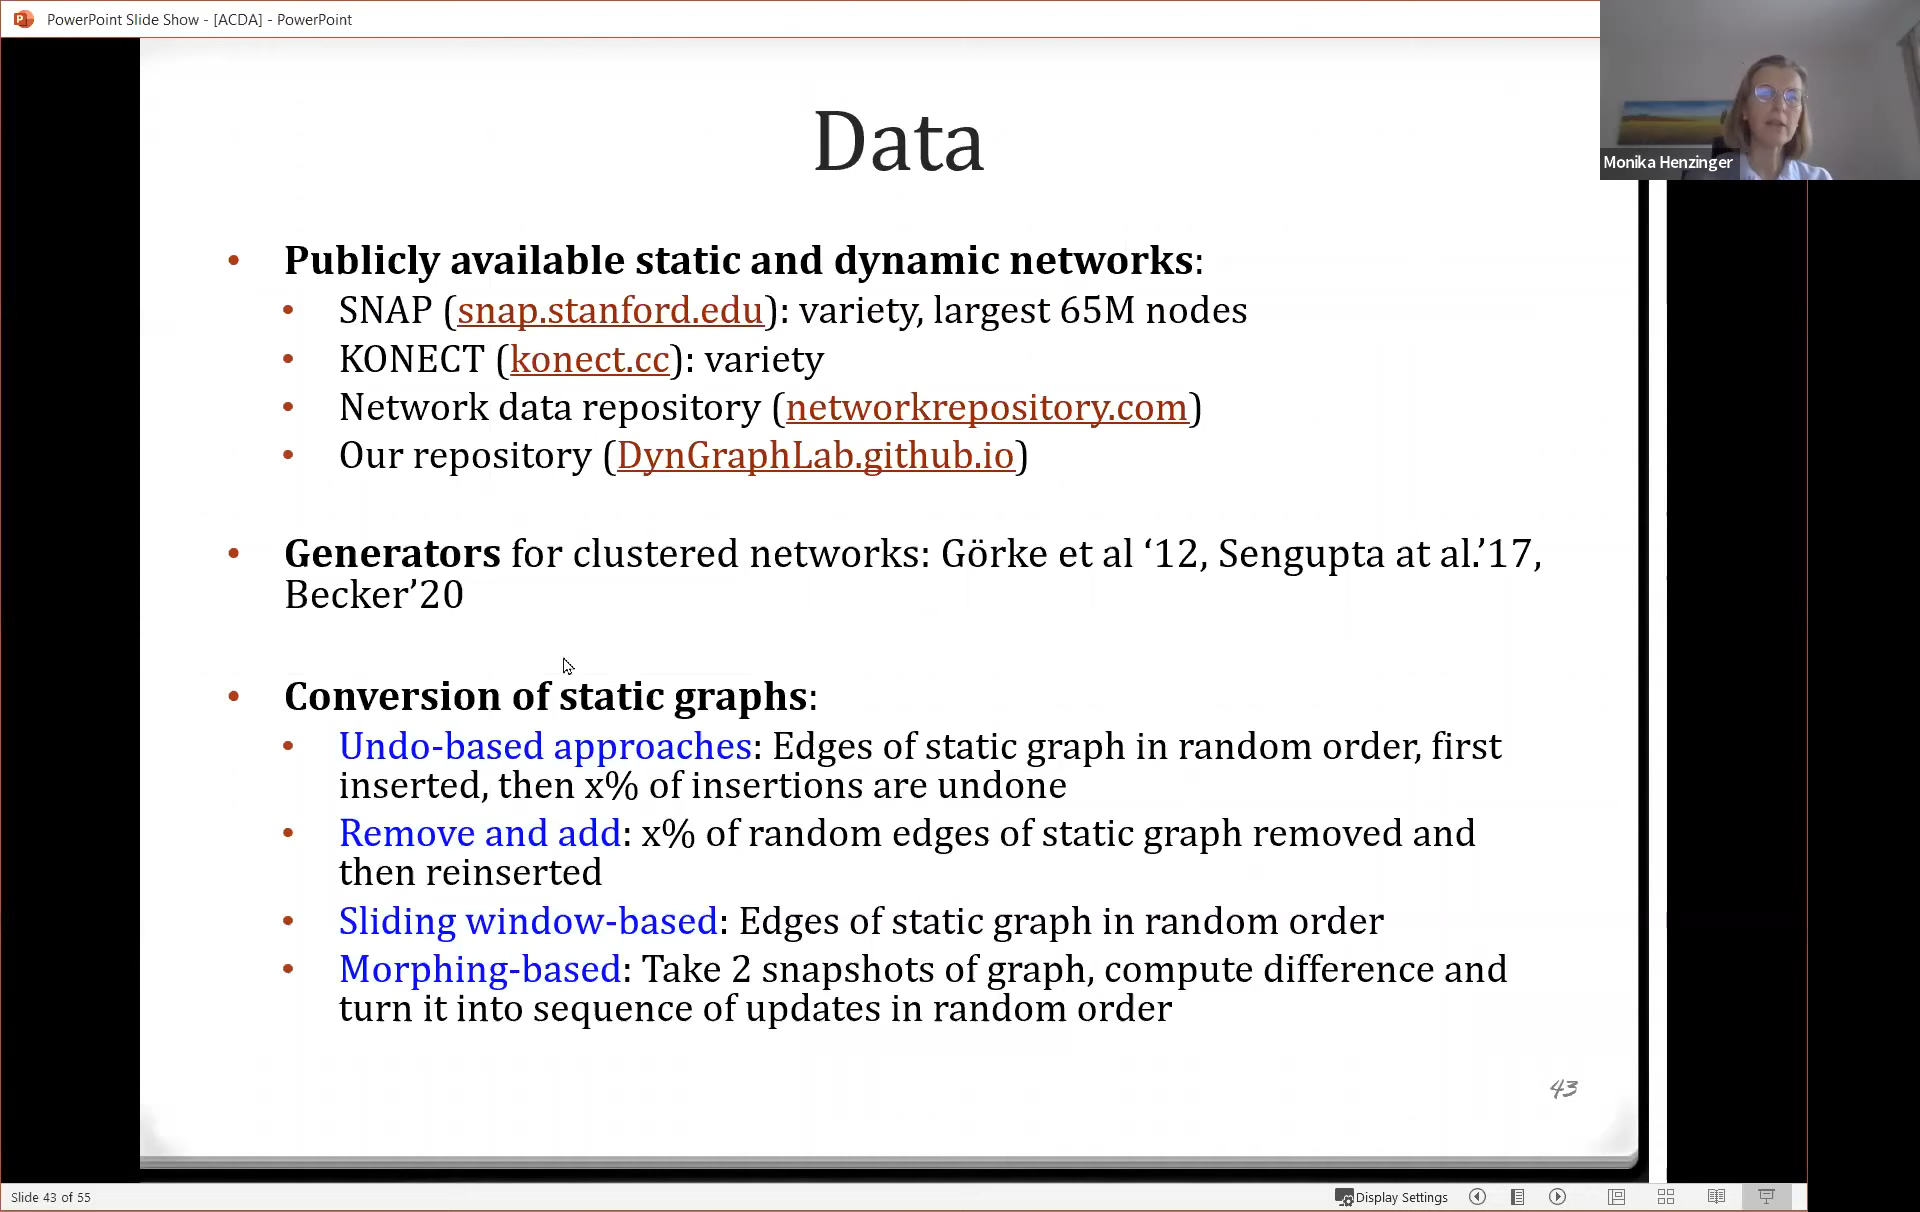 PowerPoint Slide Show - [ACDA] - PowerPoint
Monika Henzinger
Data
• Publicly available static and dynamic networks:
• SNAP (snap.stanford.edu): variety, largest 65M nodes
• KONECT (konect.cc): variety
• Network data repository (networkrepository.com)
• Our repository (DynGraphLab.github.io)
• Generators for clustered networks: Görke et al ‘12, Sengupta at al.’17,
Becker’20
• Conversion of static graphs:
• Undo-based approaches: Edges of static graph in random order, first
inserted, then x% of insertions are undone
• Remove and add: x% of random edges of static graph removed and
then reinserted
• Sliding window-based: Edges of static graph in random order
• Morphing-based: Take 2 snapshots of graph, compute difference and
turn it into sequence of updates in random order
43
Slide 43 of 55
Display Settings